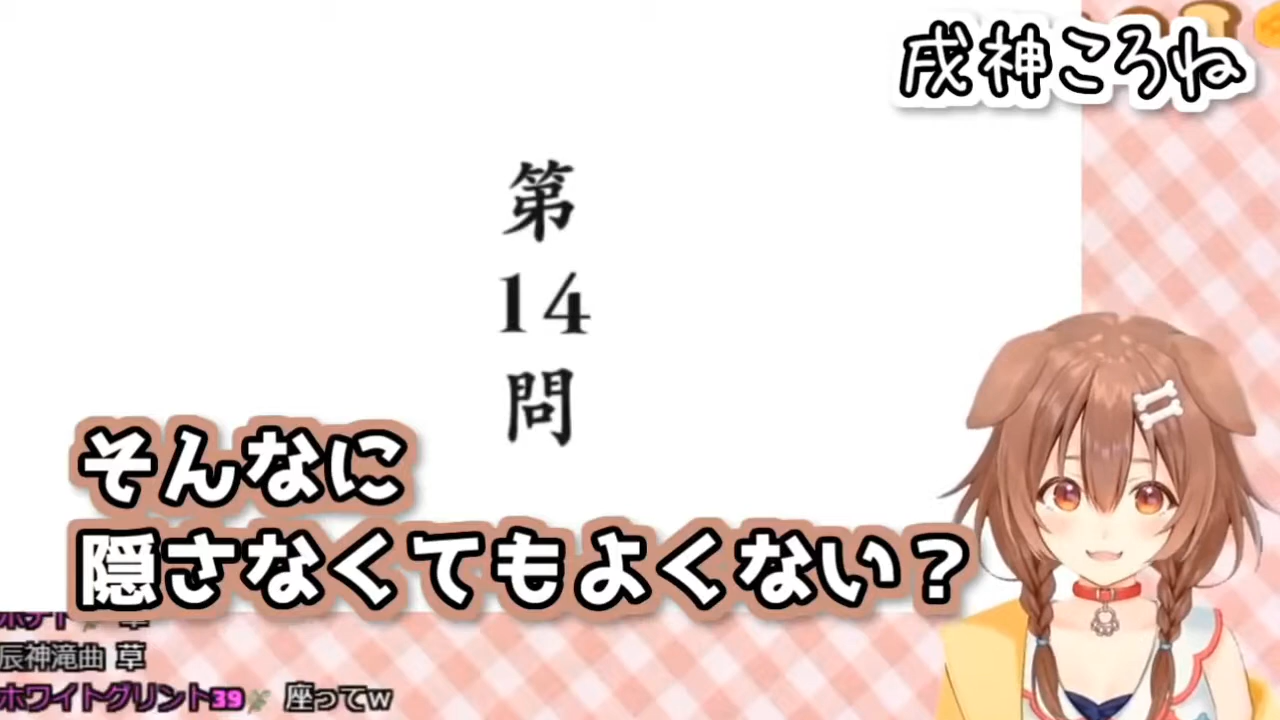 戌神ころね
第
14
問
そんなに
隠さなくてもよくない？
辰神滝曲 草
ホワイトグリント39 座ってw